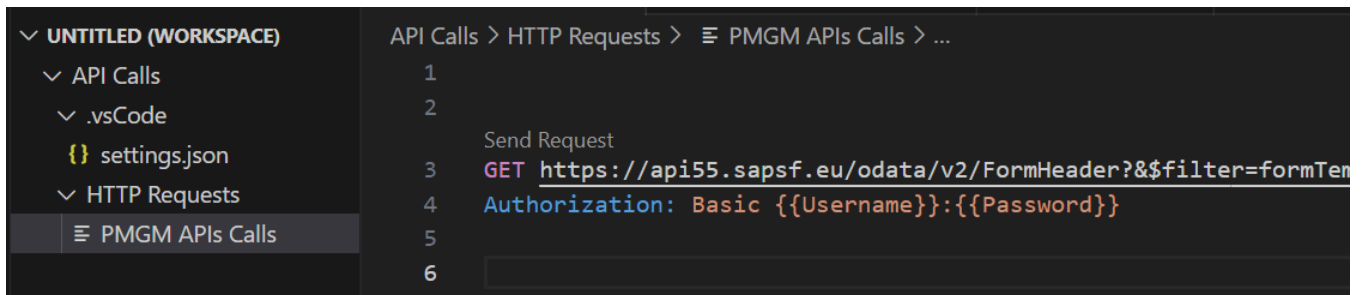 UNTITLED (WORKSPACE)
API Calls
.vsCode
{} settings.json
HTTP Requests
PMGM APIs Calls
API Calls > HTTP Requests > PMGM APIs Calls > ...
1
2
Send Request
3 GET https://api55.sapsf.eu/odata/v2/FormHeader?&$filter=formTem
4 Authorization: Basic {{Username}}:{{Password}}
5
6